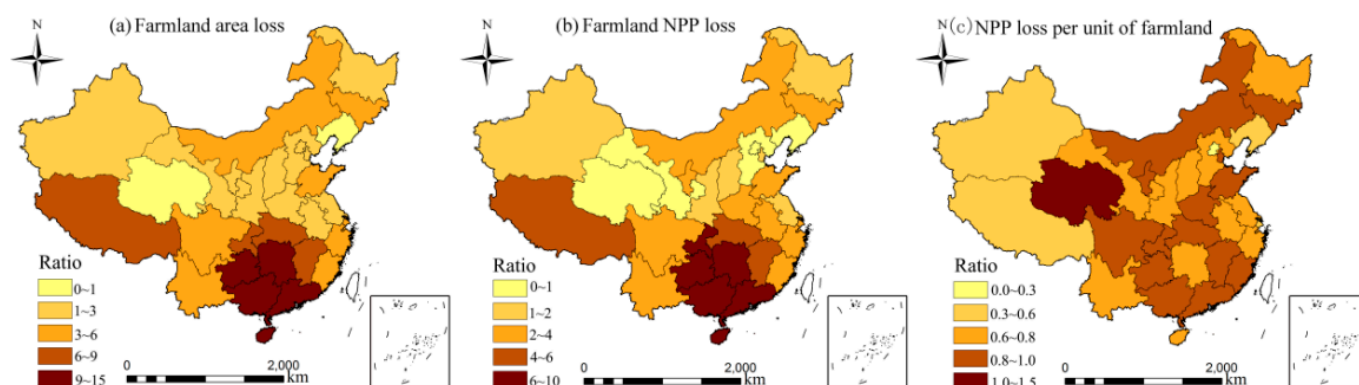 N
(a) Farmland area loss
Ratio
0~1
1~3
3~6
6~9
9~15
0
2,000
km
N
(b) Farmland NPP loss
Ratio
0~1
1~2
2~4
4~6
6~10
0
2,000
km
N
(c) NPP loss per unit of farmland
Ratio
0.0~0.3
0.3~0.6
0.6~0.8
0.8~1.0
1.0~1.5
0
2,000
km